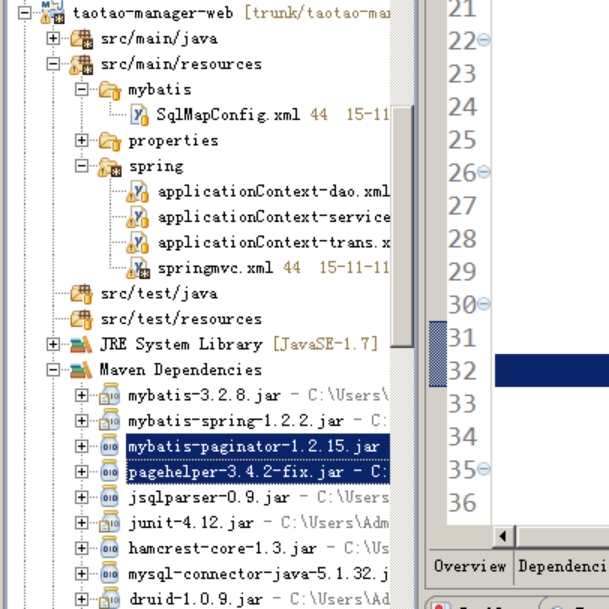 taotao-manager-web [trunk/taotao-mar
src/main/java
src/main/resources
mybatis
SqlMapConfig.xml 44 15-11
properties
spring
applicationContext-dao.xml
applicationContext-service
applicationContext-trans.x
springmvc.xml 44 15-11-11
src/test/java
src/test/resources
JRE System Library [JavaSE-1.7]
Maven Dependencies
mybatis-3.2.8.jar - C:\Users\
mybatis-spring-1.2.2.jar - C:
mybatis-paginator-1.2.15.jar
pagehelper-3.4.2-fix.jar - C:
jsqlparser-0.9.jar - C:\Users
junit-4.12.jar - C:\Users\Adm
hamcrest-core-1.3.jar - C:\Us
mysql-connector-java-5.1.32.j
druid-1.0.9.jar - C:\Users\Ad
21
22
23
24
25
26
27
28
29
30
31
32
33
34
35
36
Overview
Dependenci